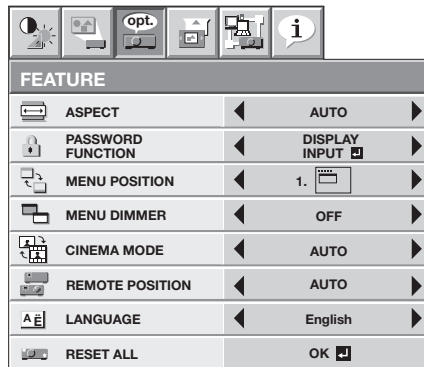 opt.
i
FEATURE
ASPECT AUTO
PASSWORD FUNCTION DISPLAY INPUT
MENU POSITION 1.
MENU DIMMER OFF
CINEMA MODE AUTO
REMOTE POSITION AUTO
AË LANGUAGE English
RESET ALL OK